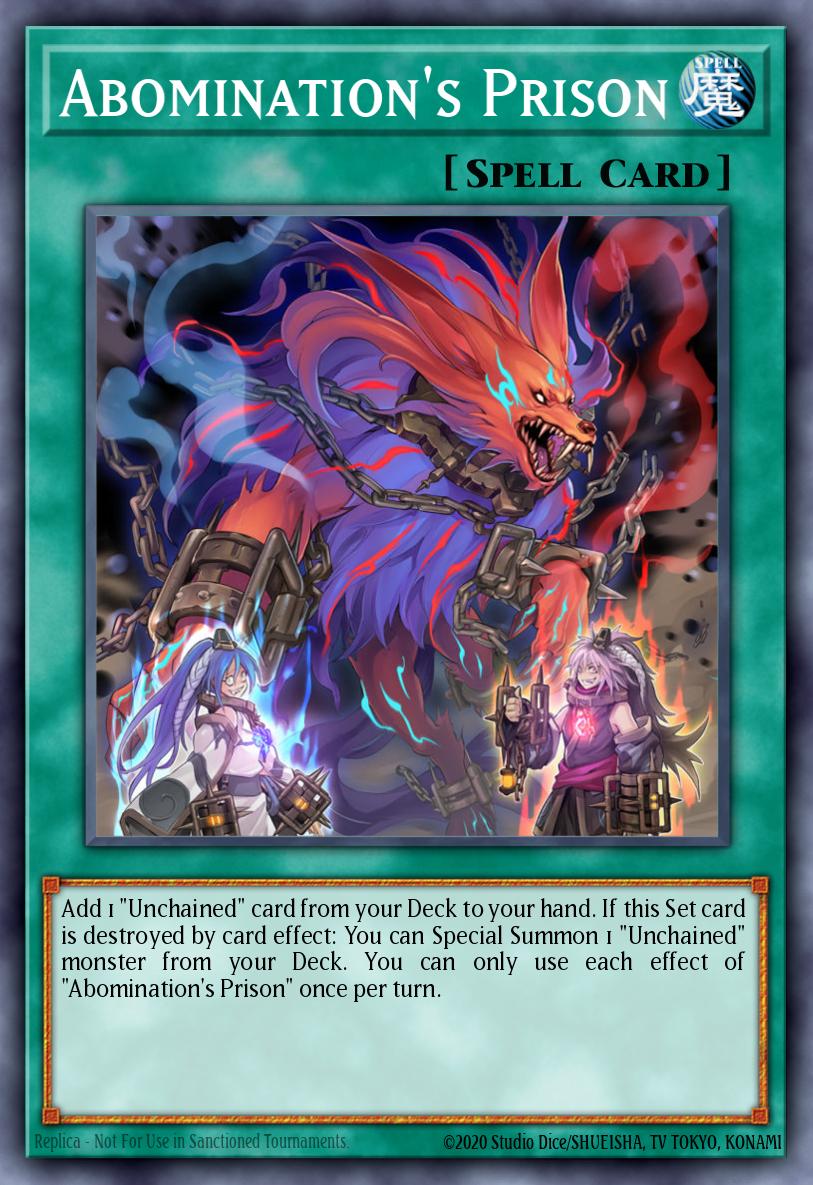 Abomination's Prison
SPELL
魔
[ Spell Card ]
Add 1 "Unchained" card from your Deck to your hand. If this Set card
is destroyed by card effect: You can Special Summon 1 "Unchained"
monster from your Deck. You can only use each effect of
"Abomination's Prison" once per turn.
Replica - Not For Use in Sanctioned Tournaments.
©2020 Studio Dice/SHUEISHA, TV TOKYO, KONAMI